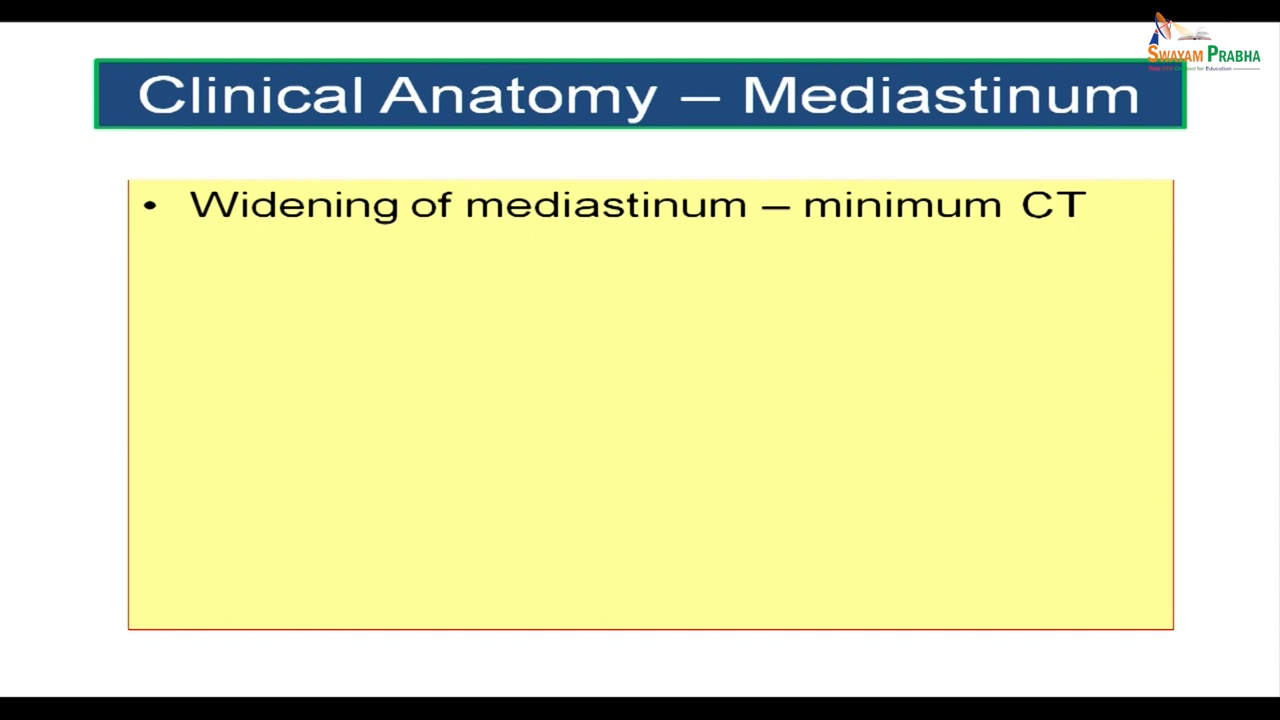 SWAYAM PRABHA
Clinical Anatomy – Mediastinum
• Widening of mediastinum – minimum CT